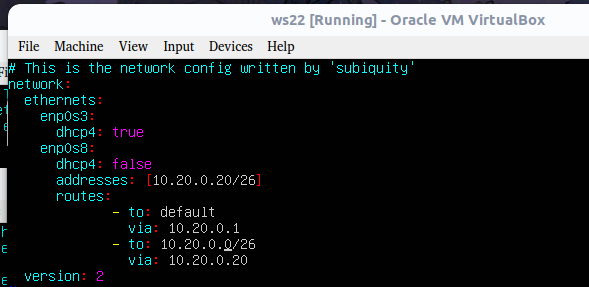 ws22 [Running] - Oracle VM VirtualBox
File Machine View Input Devices Help
# This is the network config written by 'subiquity'
network:
  ethernets:
    enp0s3:
      dhcp4: true
    enp0s8:
      dhcp4: false
      addresses: [10.20.0.20/26]
      routes:
             - to: default
               via: 10.20.0.1
             - to: 10.20.0.0/26
               via: 10.20.0.20
  version: 2